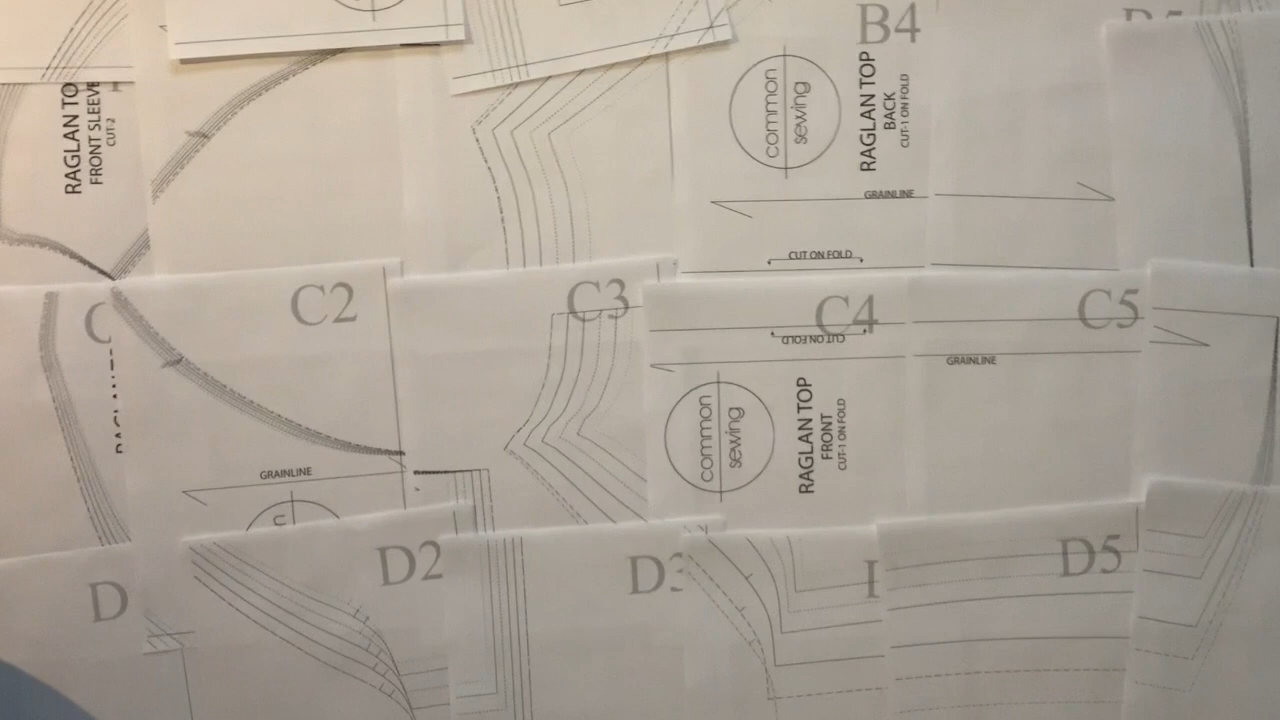 B4
RAGLAN TO
FRONT SLEEVE
CUT-2
common
sewing
RAGLAN TOP
BACK
CUT-1 ON FOLD
GRAINLINE
CUT ON FOLD
C2
C3
C4
C5
CUT ON FOLD
GRAINLINE
common
sewing
RAGLAN TOP
FRONT
CUT-1 ON FOLD
GRAINLINE
D
D2
D3
D5